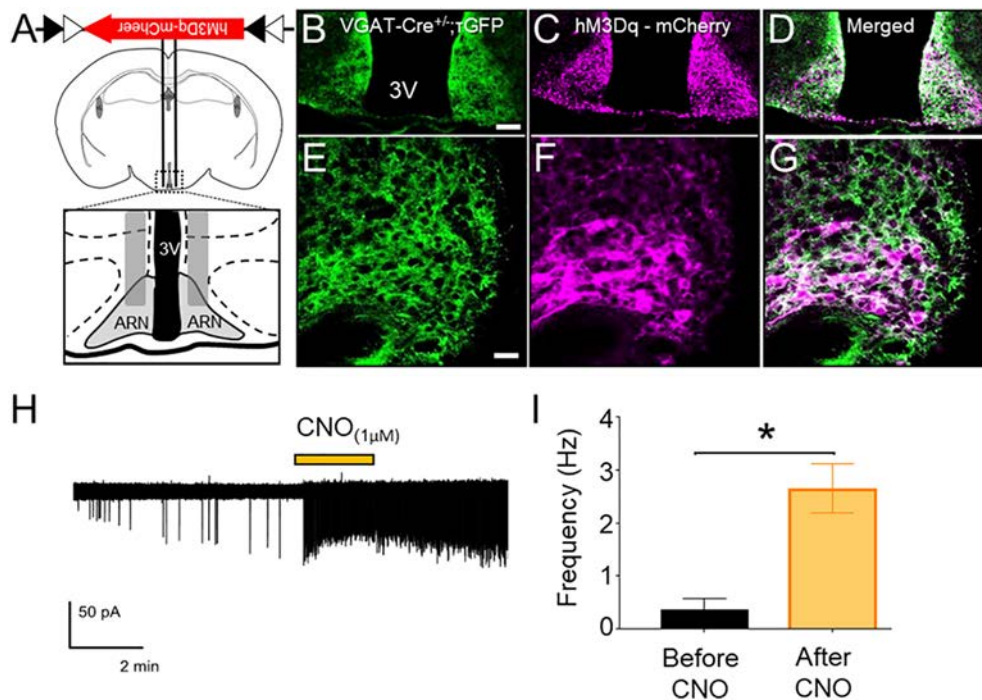 A
hM3Dq-mCheer
3V
ARN
ARN
B
VGAT-Cre+/-;τGFP
3V
C
hM3Dq - mCherry
D
Merged
E
F
G
H
CNO(1μM)
50 pA
2 min
I
Frequency (Hz)
4
3
2
1
0
*
Before
CNO
After
CNO